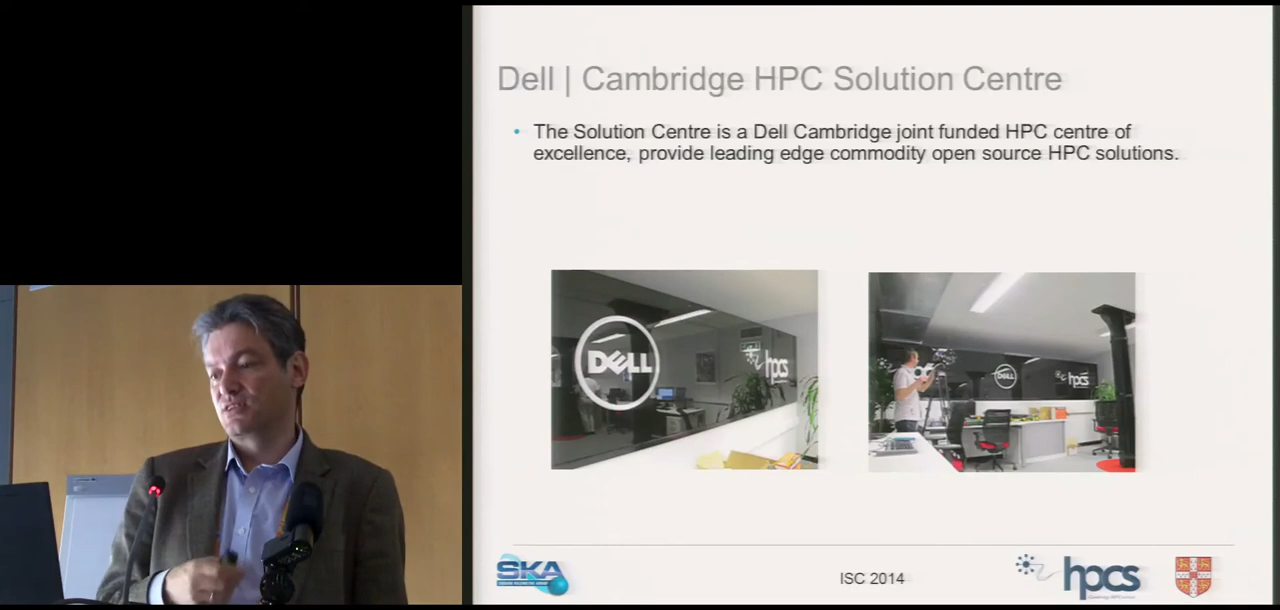 Dell | Cambridge HPC Solution Centre
• The Solution Centre is a Dell Cambridge joint funded HPC centre of
excellence, provide leading edge commodity open source HPC solutions.
DELL
hpcs
DELL
hpcs
SKA
ISC 2014
hpcs